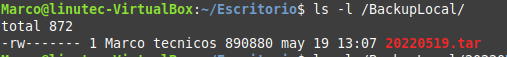 Marco@linutec-VirtualBox:~/Escritorio$ ls -l /BackupLocal/
total 872
-rw------- 1 Marco tecnicos 890880 may 19 13:07 20220519.tar